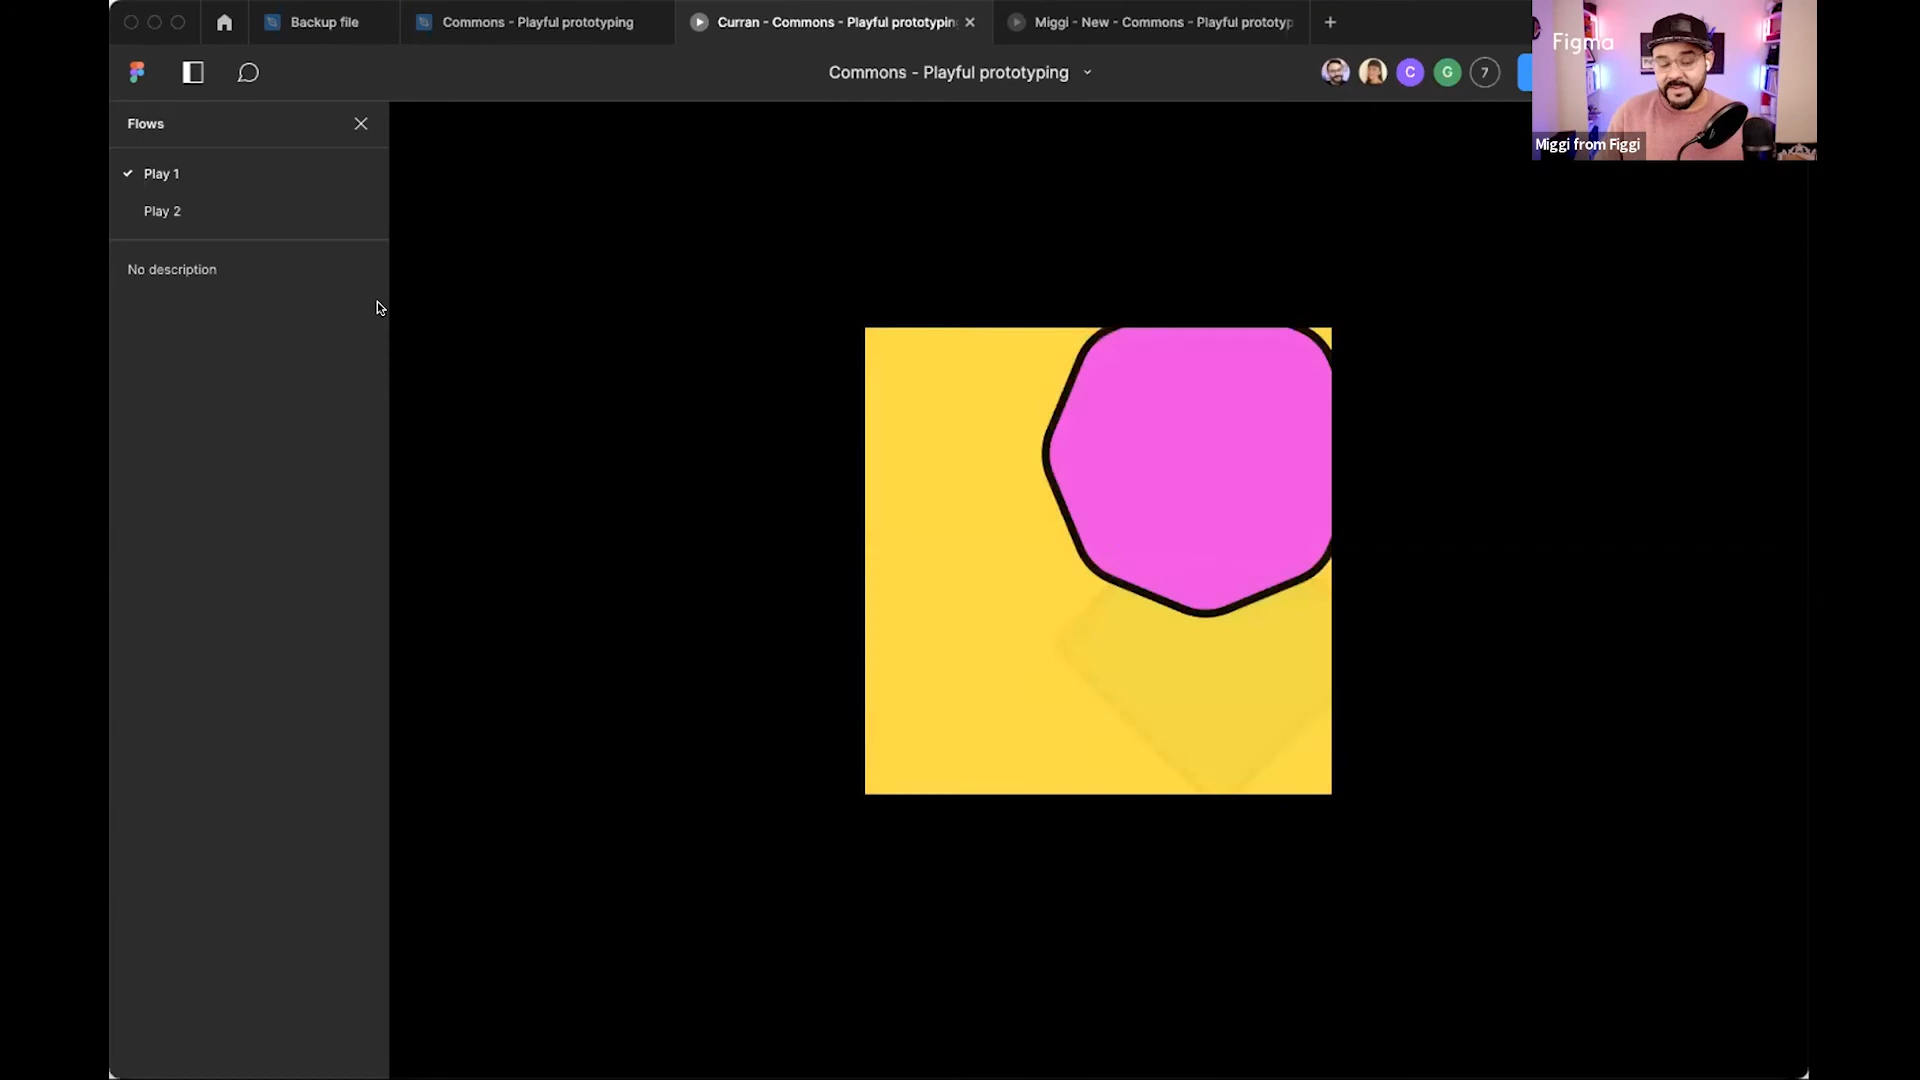 Backup file
Commons - Playful prototyping
Curran - Commons - Playful prototypin
Miggi - New - Commons - Playful prototyp
Commons - Playful prototyping
C
G
7
Figma
Miggi from Figgi
Flows
Play 1
Play 2
No description